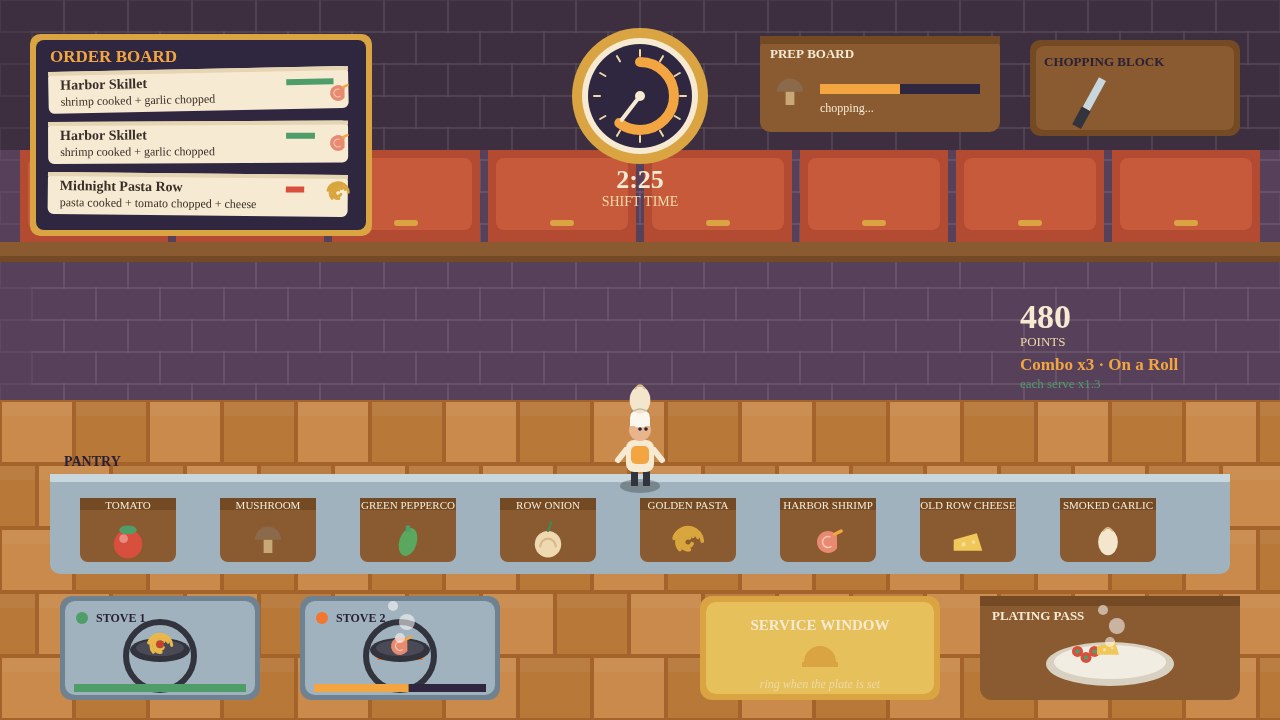 ORDER BOARD
Harbor Skillet
shrimp cooked + garlic chopped
Harbor Skillet
shrimp cooked + garlic chopped
Midnight Pasta Row
pasta cooked + tomato chopped + cheese
2:25
SHIFT TIME
PREP BOARD
chopping...
CHOPPING BLOCK
480
POINTS
Combo x3 · On a Roll
each serve x1.3
PANTRY
TOMATO
MUSHROOM
GREEN PEPPERCO
ROW ONION
GOLDEN PASTA
HARBOR SHRIMP
OLD ROW CHEESE
SMOKED GARLIC
STOVE 1
STOVE 2
SERVICE WINDOW
ring when the plate is set
PLATING PASS